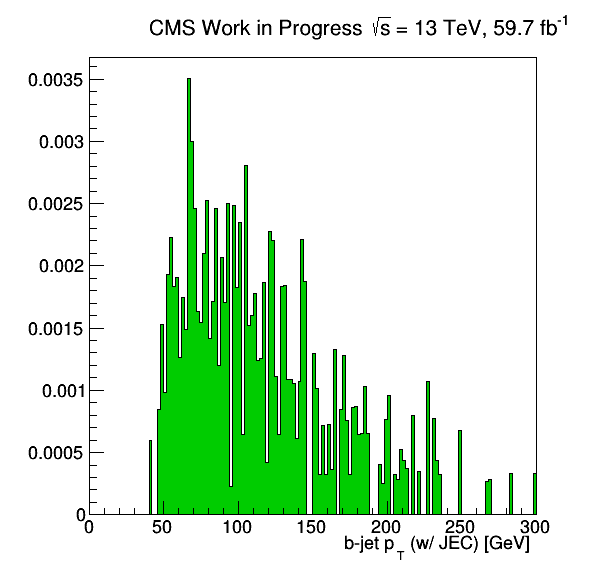 CMS Work in Progress √s = 13 TeV, 59.7 fb⁻¹
0.0035
0.003
0.0025
0.002
0.0015
0.001
0.0005
0
0 50 100 150 200 250 300
b-jet p_T (w/ JEC) [GeV]